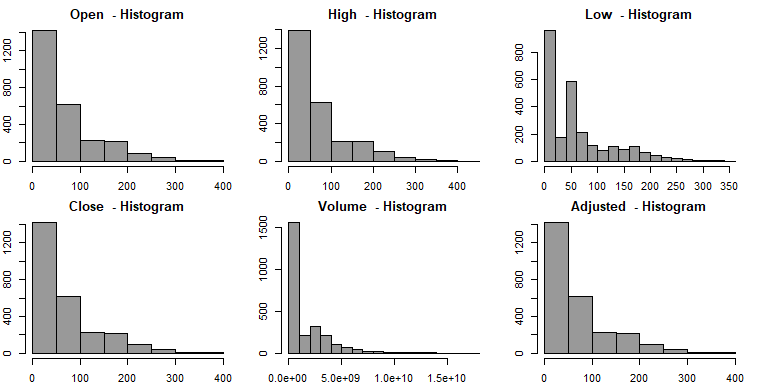 Open - Histogram
0 400 800 1200
0 100 200 300 400
High - Histogram
0 400 800 1200
0 100 200 300 400
Low - Histogram
0 200 400 600 800
0 50 100 150 200 250 300 350
Close - Histogram
0 400 800 1200
0 100 200 300 400
Volume - Histogram
0 500 1000 1500
0.0e+00 5.0e+09 1.0e+10 1.5e+10
Adjusted - Histogram
0 400 800 1200
0 100 200 300 400